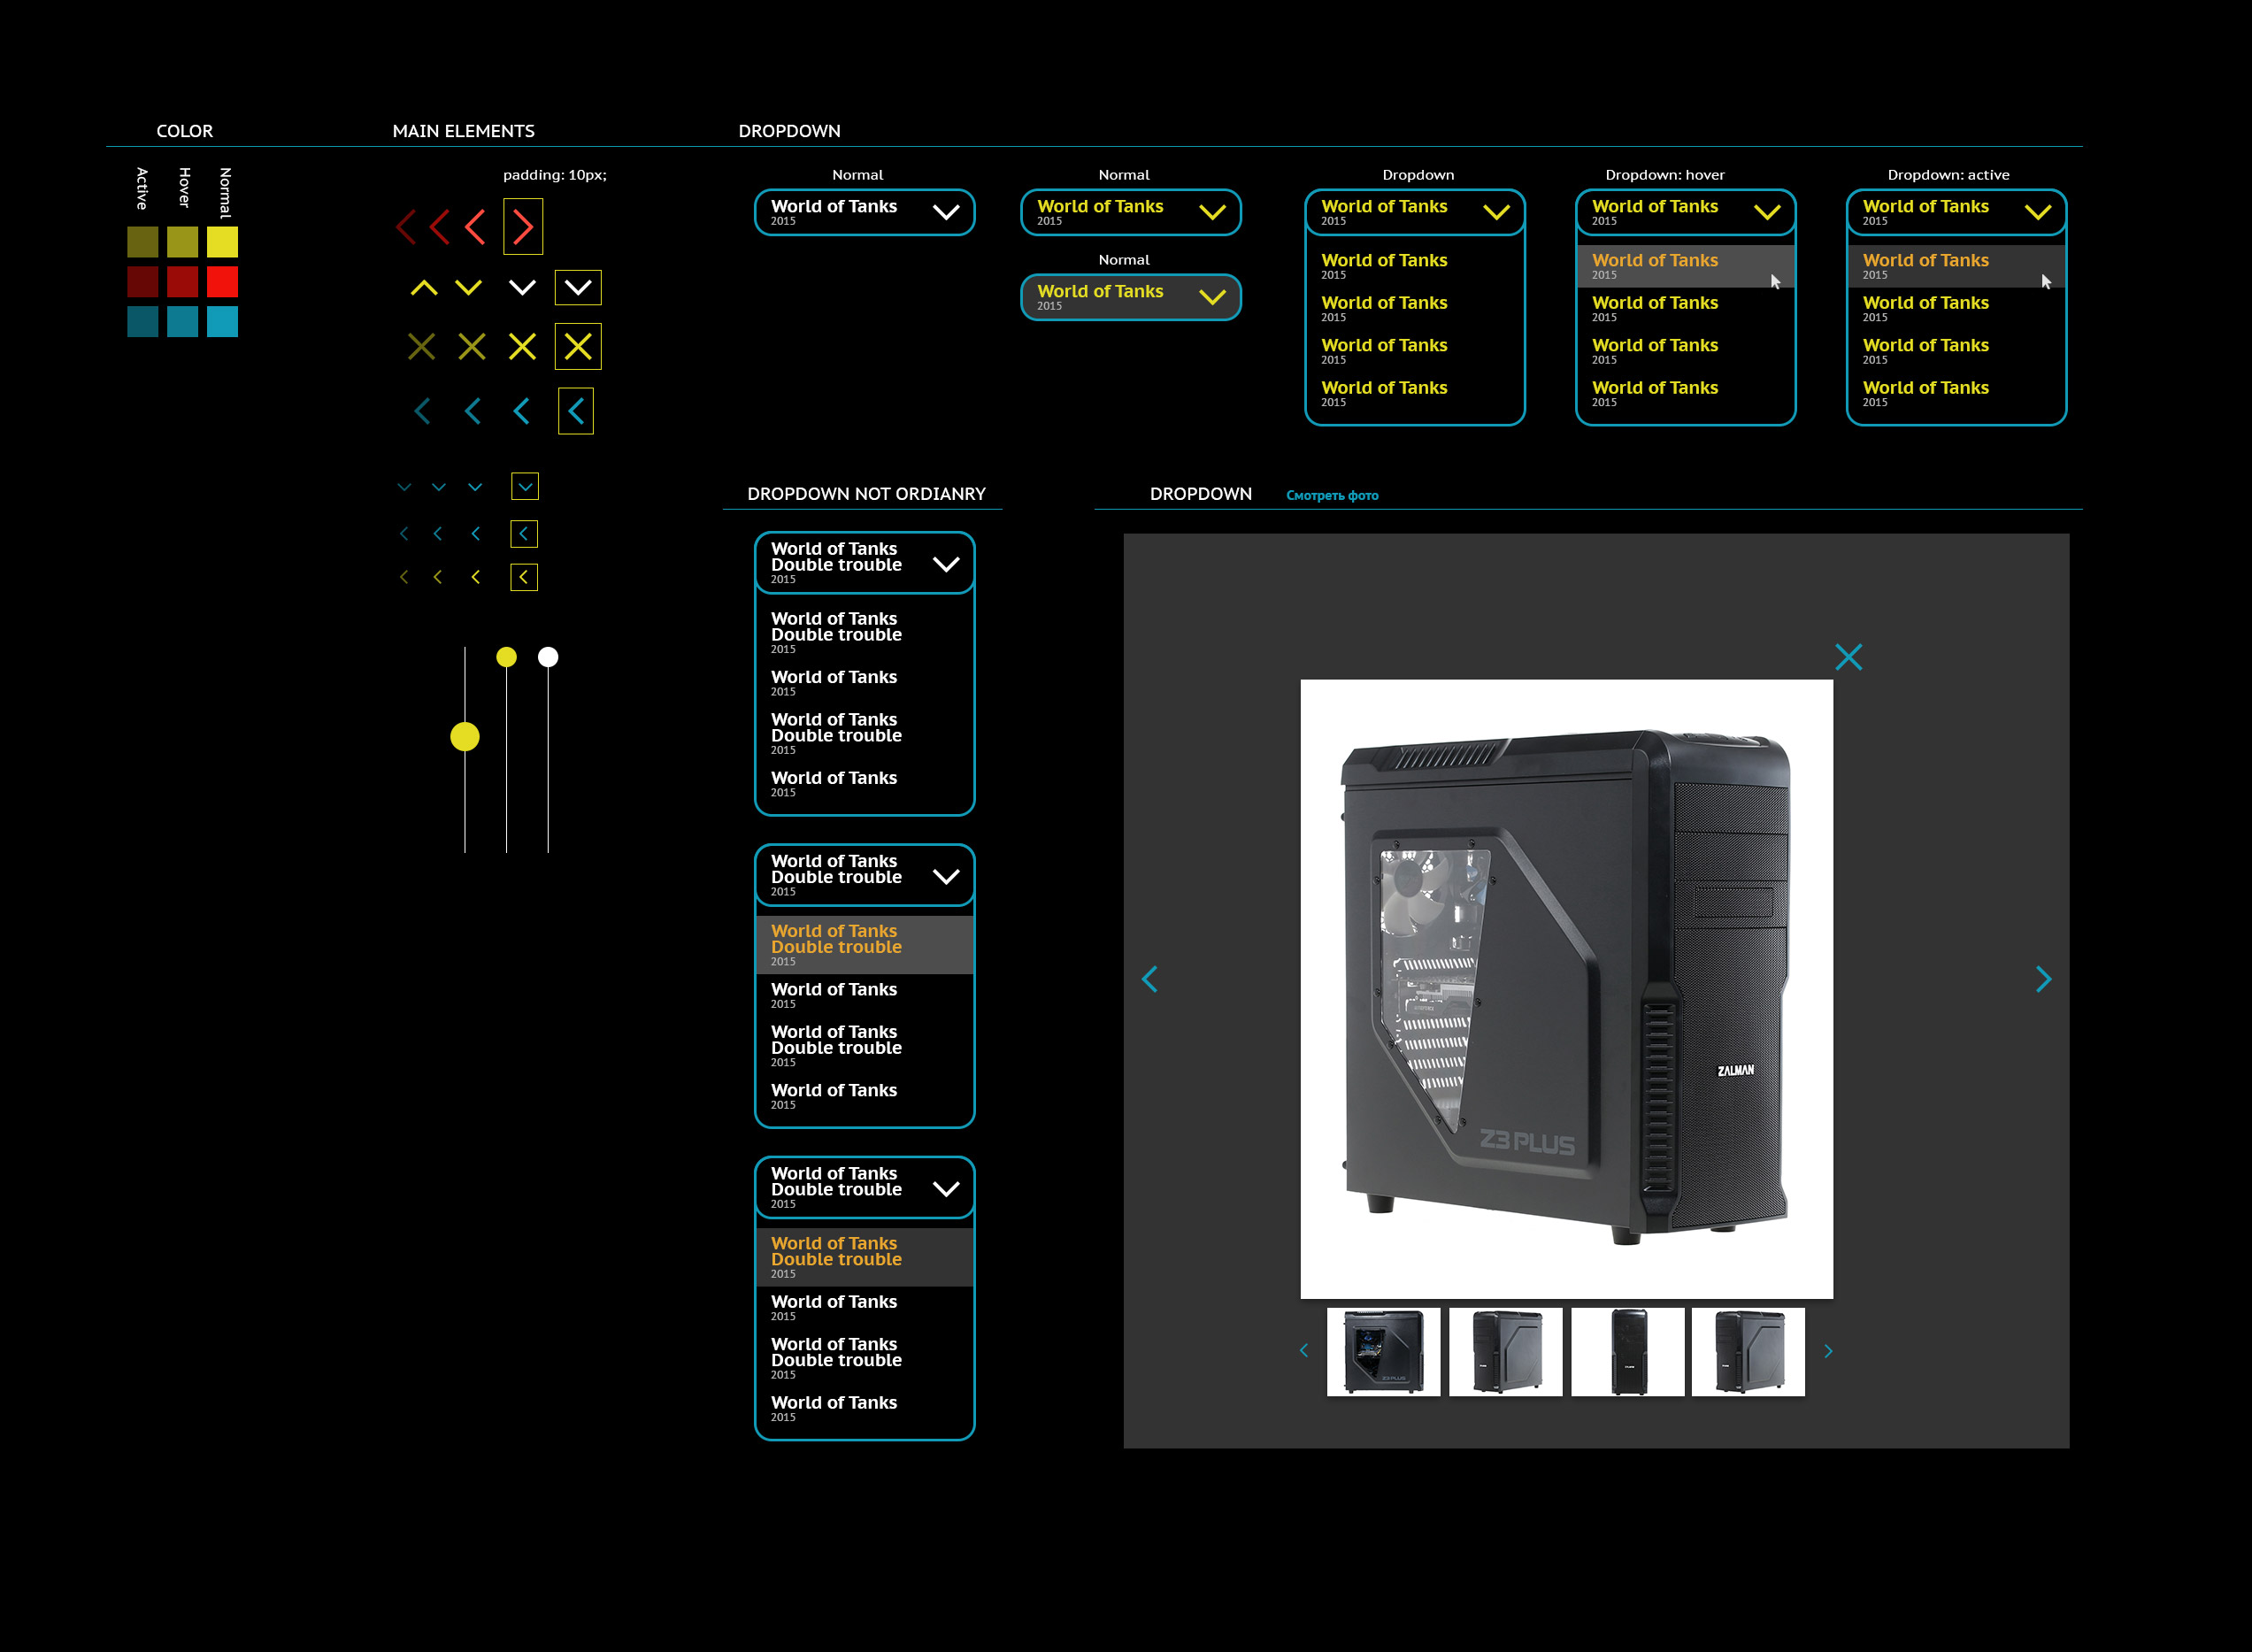 COLOR
MAIN ELEMENTS
DROPDOWN
Active
Hover
Normal
padding: 10px;
Normal
World of Tanks
2015
Normal
World of Tanks
2015
Normal
World of Tanks
2015
Dropdown
World of Tanks
2015
World of Tanks
2015
World of Tanks
2015
World of Tanks
2015
World of Tanks
2015
Dropdown: hover
World of Tanks
2015
World of Tanks
2015
World of Tanks
2015
World of Tanks
2015
World of Tanks
2015
Dropdown: active
World of Tanks
2015
World of Tanks
2015
World of Tanks
2015
World of Tanks
2015
World of Tanks
2015
DROPDOWN NOT ORDIANRY
World of Tanks
Double trouble
2015
World of Tanks
Double trouble
2015
World of Tanks
2015
World of Tanks
Double trouble
2015
World of Tanks
2015
World of Tanks
Double trouble
2015
World of Tanks
Double trouble
2015
World of Tanks
2015
World of Tanks
Double trouble
2015
World of Tanks
2015
World of Tanks
Double trouble
2015
World of Tanks
Double trouble
2015
World of Tanks
2015
World of Tanks
Double trouble
2015
World of Tanks
2015
DROPDOWN
Смотреть фото
ZALMAN
Z3 PLUS
Z3 PLUS